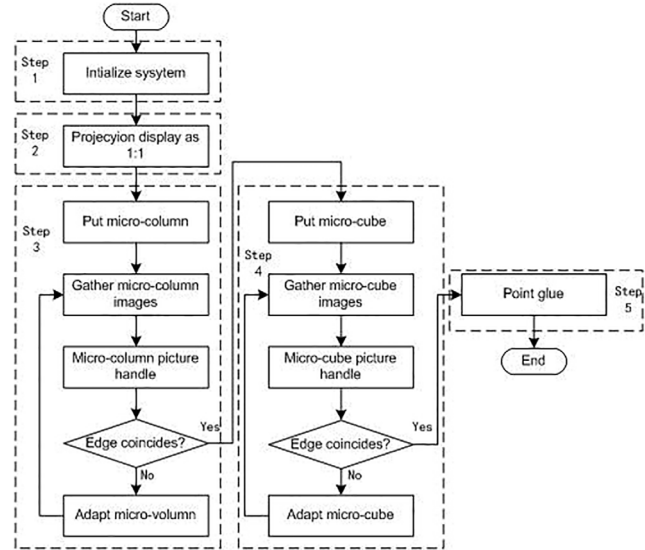 Start
Step
1
Intialize sysytem
Step
2
Projecyion display as
1:1
Step
3
Put micro-column
Gather micro-column
images
Micro-column picture
handle
Edge coincides?
Yes
No
Adapt micro-volumn
Step
4
Put micro-cube
Gather micro-cube
images
Micro-cube picture
handle
Edge coincides?
Yes
No
Adapt micro-cube
Point glue
Step
5
End